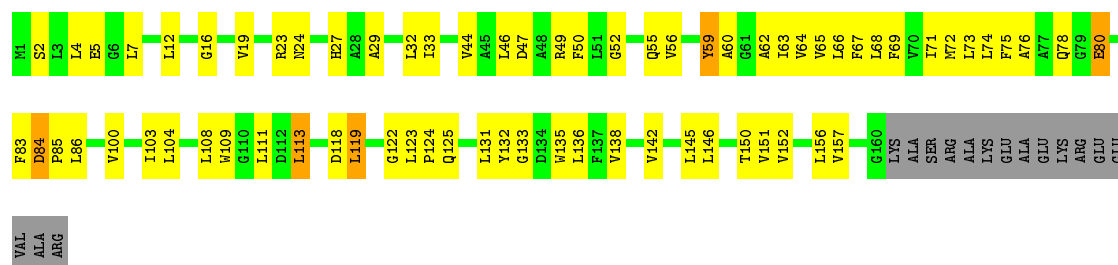 M1 S2 L3 L4 E5 G6 L7 L12 G16 V19 R23 N24 H27 A28 A29 L32 I33 V44 A45 L46 D47 A48 R49 F50 L51 G52 Q55 V56 Y59 A60 G61 A62 I63 V64 V65 L66 F67 L68 F69 V70 I71 M72 L73 L74 F75 A76 A77 Q78 G79 E80
F83 D84 P85 L86 V100 I103 L104 L108 W109 G110 L111 D112 L113 D118 L119 G122 L123 P124 Q125 L131 Y132 G133 D134 W135 L136 F137 V138 V142 L145 L146 T150 V151 V152 L156 V157 G160 LYS ALA SER ARG ALA LYS GLU ALA GLU LYS ARG GLU GLU
VAL ALA ARG